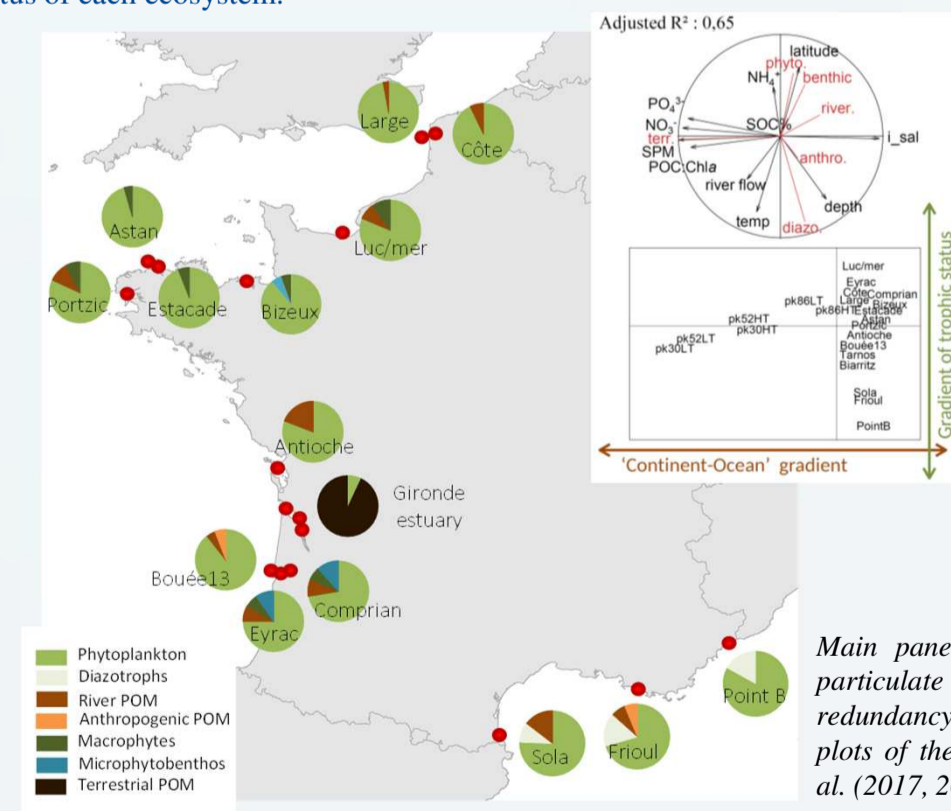 tus of each ecosystem.
Adjusted R² : 0,65
latitude
phyto.
NH₄⁺
benthic
PO₄³⁻
river.
NO₃⁻
SOC%
terr.
i_sal
SPM
anthro.
POC:Chla
river flow
depth
temp
diazo.
Luc/mer
Eyrac
Côte
Comprian
pk86LT
Large
Bizeux
pk86HT
Estacade
pk52HT
Astan
pk30HT
Portzic
pk52LT
Antioche
pk30LT
Bouée13
Tarnos
Biarritz
Sola
Frioul
PointB
Gradient of trophic status
'Continent-Ocean' gradient
Large
Côte
Astan
Luc/mer
Portzic
Estacade
Bizeux
Antioche
Gironde
estuary
Bouée13
Comprian
Eyrac
Point B
Sola
Frioul
Phytoplankton
Diazotrophs
River POM
Anthropogenic POM
Macrophytes
Microphytobenthos
Terrestrial POM
Main pane
particulate
redundancy
plots of the
al. (2017, 2